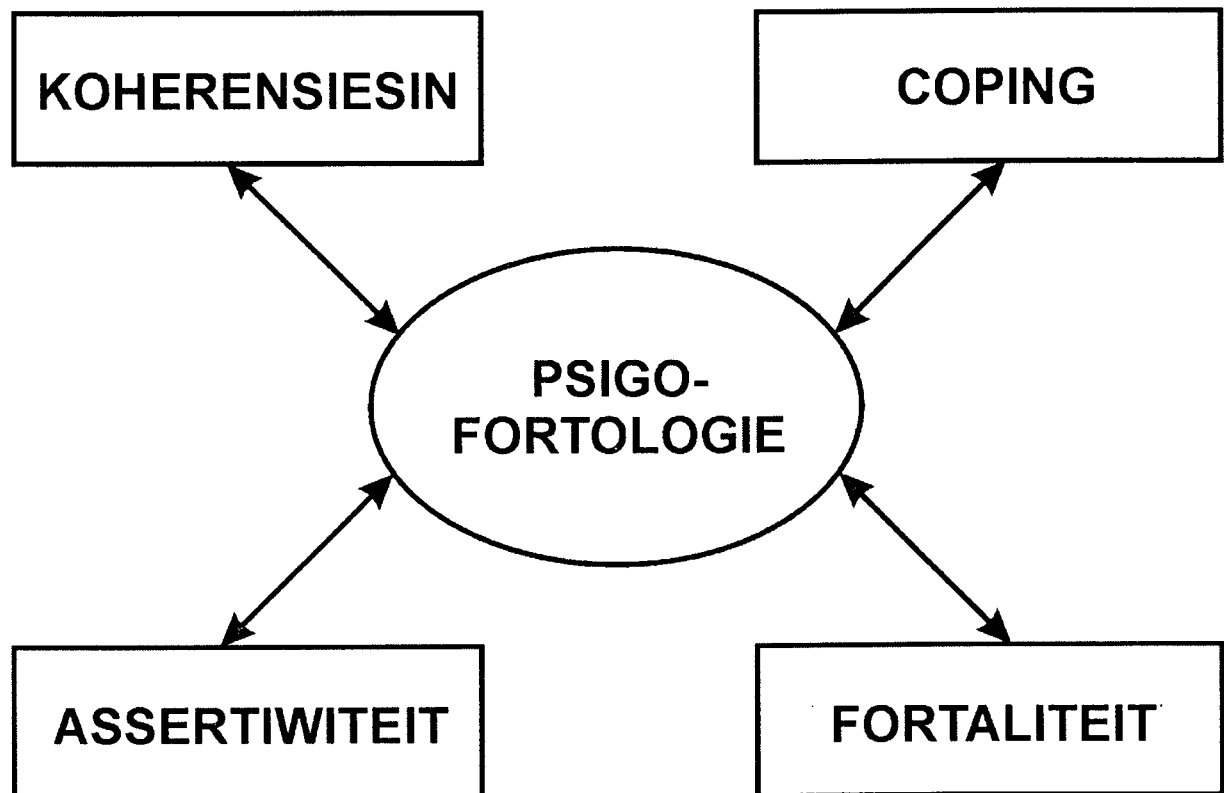 KOHERENSIESIN
COPING
PSIGO-
FORTOLOGIE
ASSERTIWITEIT
FORTALITEIT